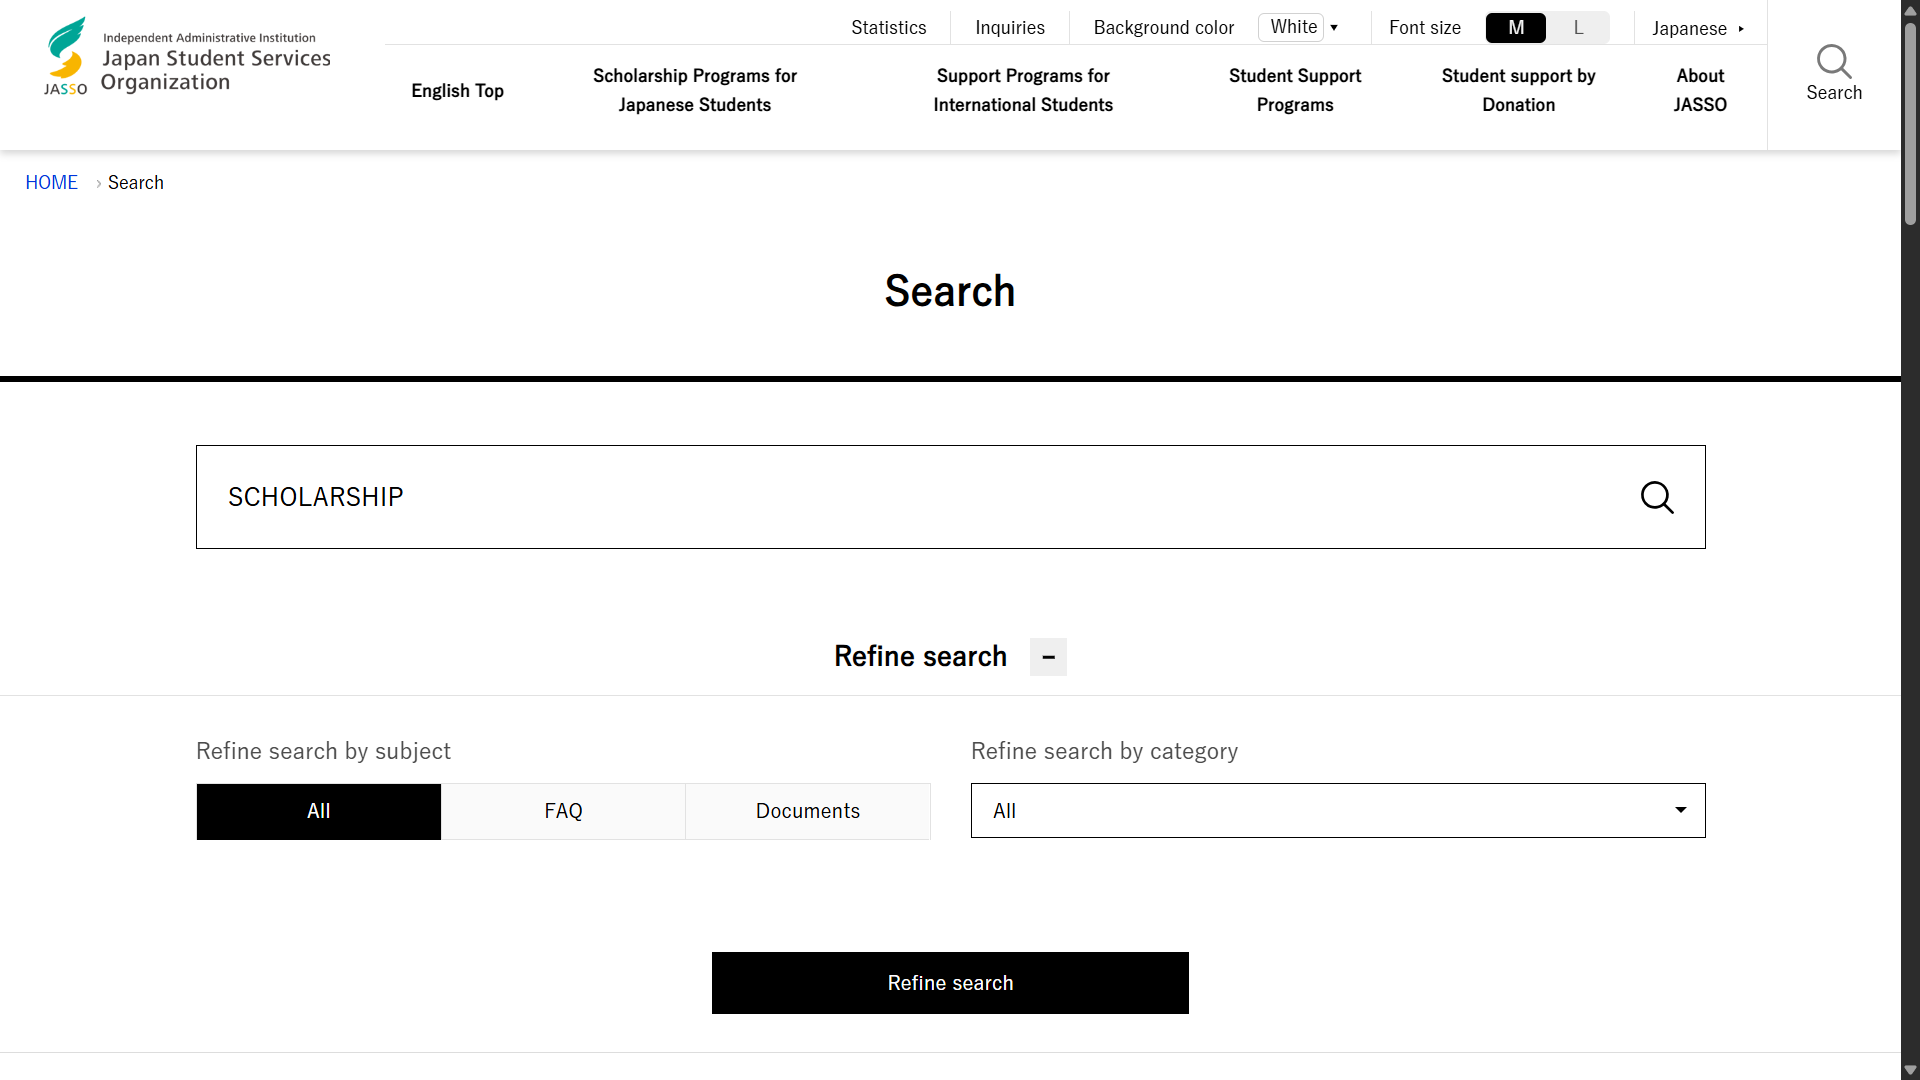 Independent Administrative Institution
Japan Student Services
Organization
JASSO
Statistics
Inquiries
Background color
White
Font size
M
L
Japanese
English Top
Scholarship Programs for
Japanese Students
Support Programs for
International Students
Student Support
Programs
Student support by
Donation
About
JASSO
Search
HOME › Search
Search
SCHOLARSHIP
Refine search
Refine search by subject
All
FAQ
Documents
Refine search by category
All
Refine search